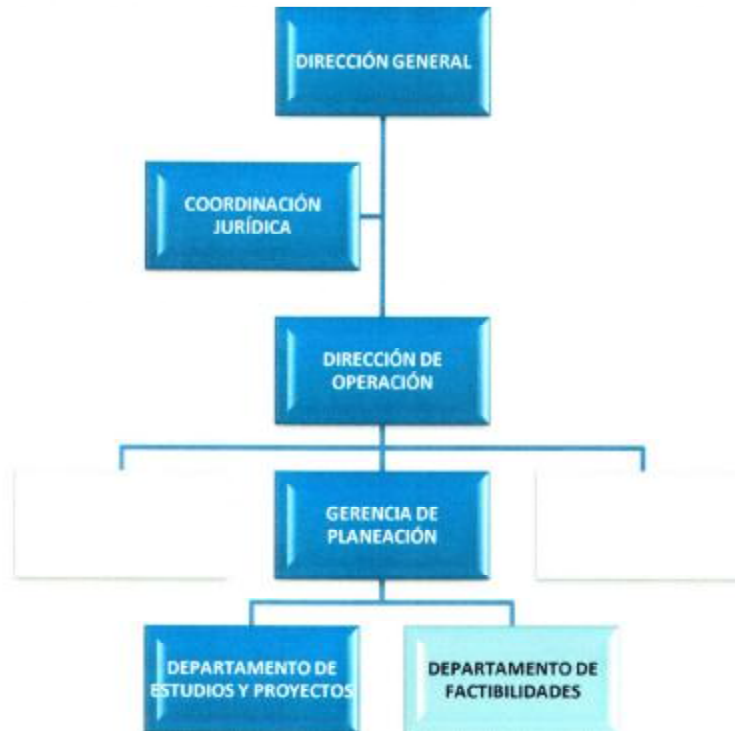 DIRECCIÓN GENERAL
COORDINACIÓN
JURÍDICA
DIRECCIÓN DE
OPERACIÓN
GERENCIA DE
PLANEACIÓN
DEPARTAMENTO DE
ESTUDIOS Y PROYECTOS
DEPARTAMENTO DE
FACTIBILIDADES